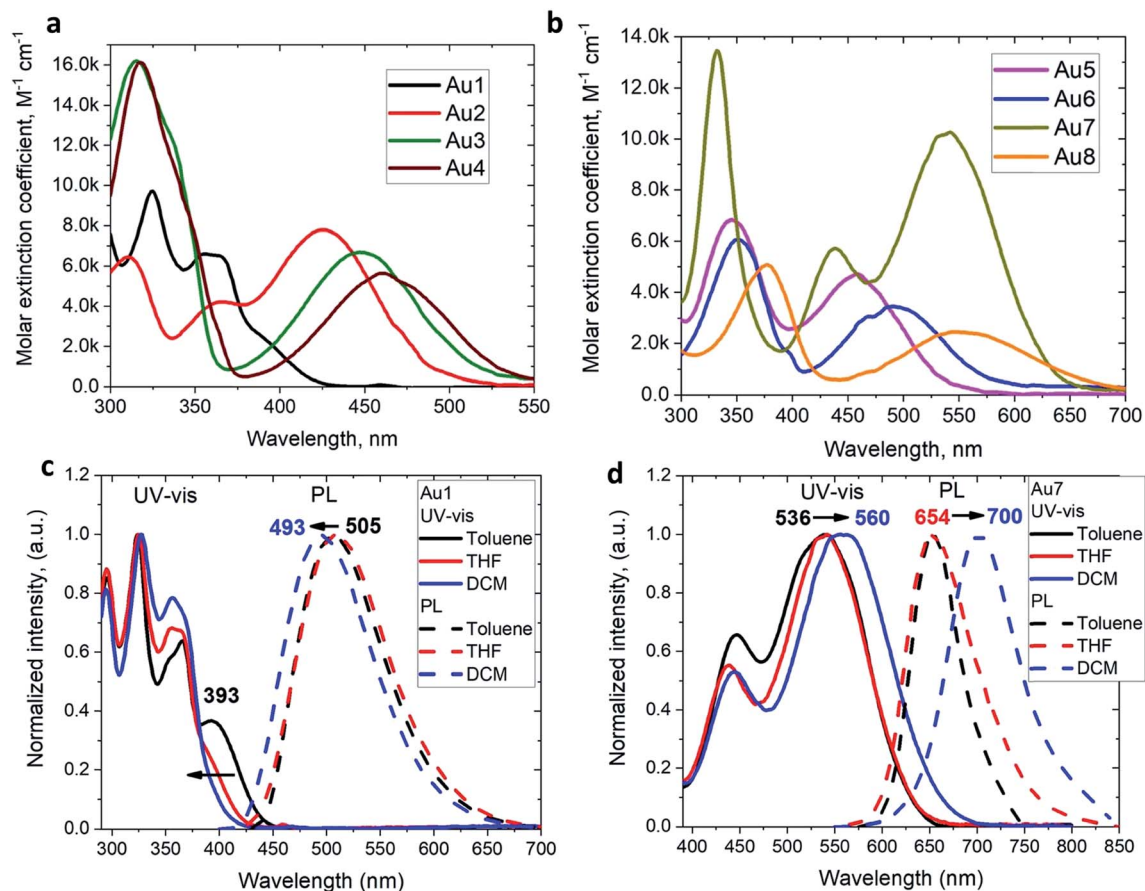 a
Molar extinction coefficient, M⁻¹ cm⁻¹
16.0k
14.0k
12.0k
10.0k
8.0k
6.0k
4.0k
2.0k
0.0
300 350 400 450 500 550
Wavelength, nm
Au1
Au2
Au3
Au4
b
Molar extinction coefficient, M⁻¹ cm⁻¹
14.0k
12.0k
10.0k
8.0k
6.0k
4.0k
2.0k
0.0
300 350 400 450 500 550 600 650 700
Wavelength, nm
Au5
Au6
Au7
Au8
c
Normalized intensity, (a.u.)
1.2
1.0
0.8
0.6
0.4
0.2
0.0
300 350 400 450 500 550 600 650 700
Wavelength (nm)
UV-vis PL
493 505
393
Au1
UV-vis
Toluene
THF
DCM
PL
Toluene
THF
DCM
d
Normalized intensity, (a.u.)
1.2
1.0
0.8
0.6
0.4
0.2
0.0
400 450 500 550 600 650 700 750 800 850
Wavelength (nm)
UV-vis PL
536 560 654 700
Au7
UV-vis
Toluene
THF
DCM
PL
Toluene
THF
DCM